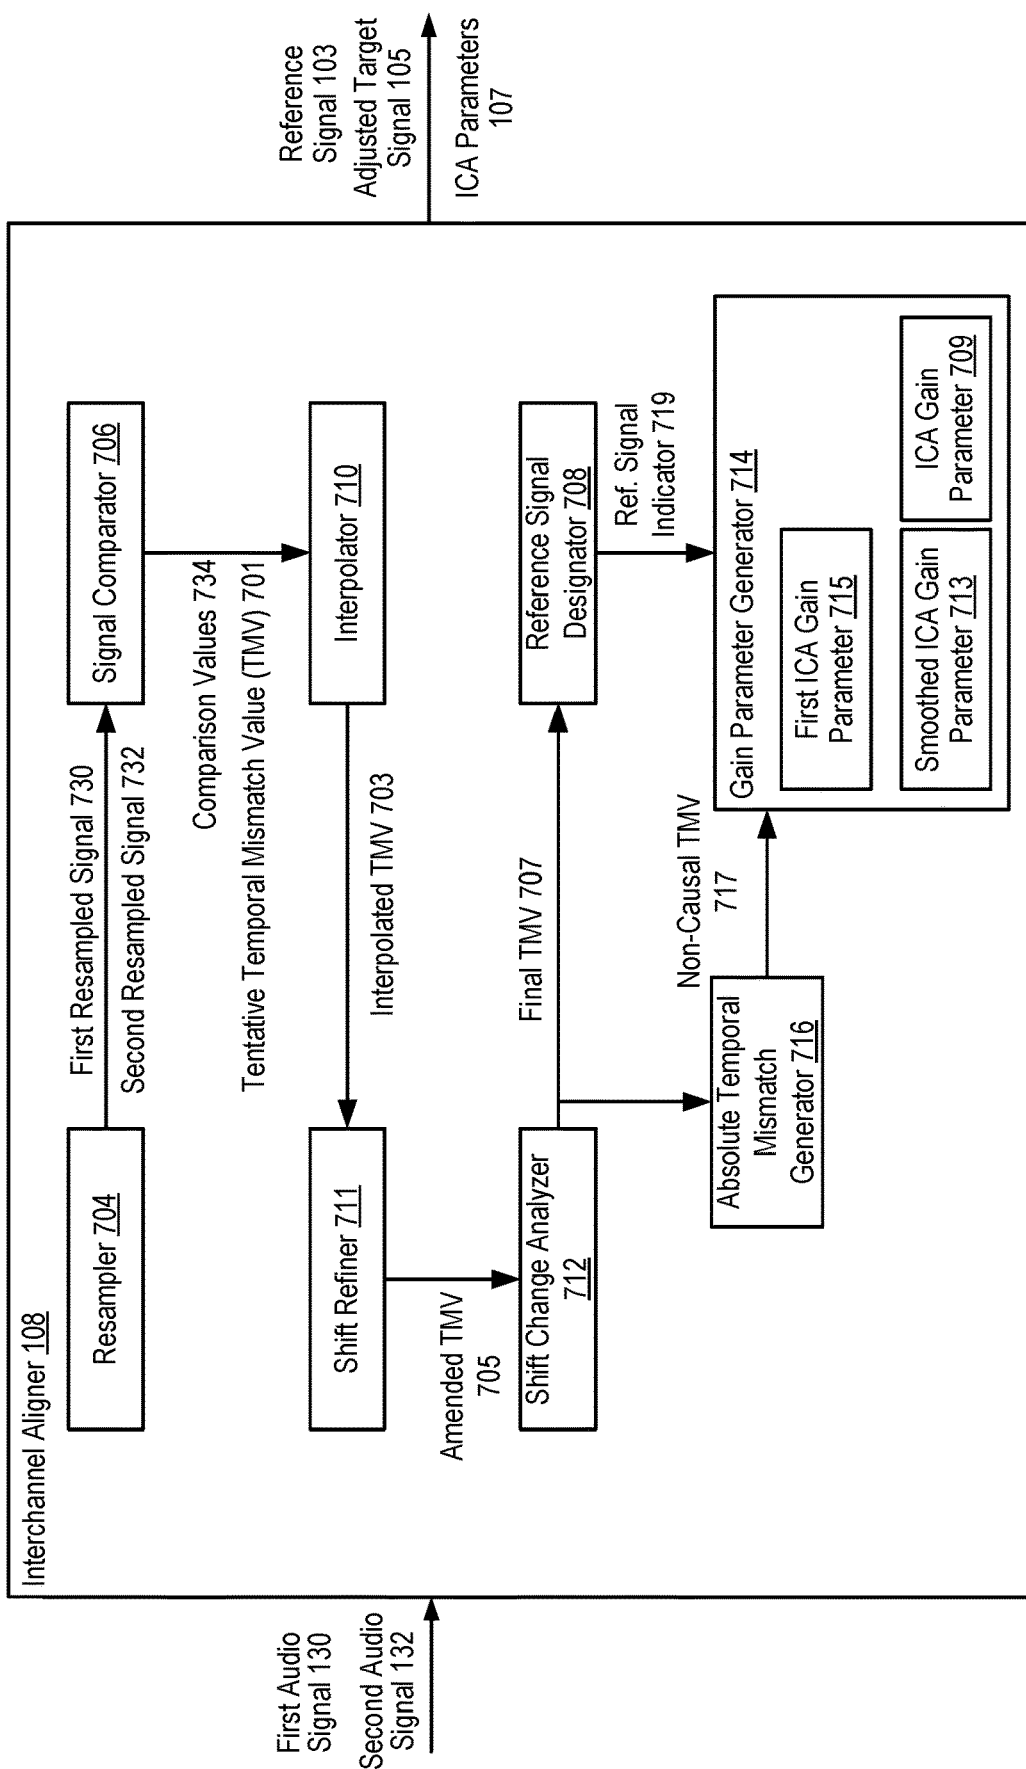 Interchannel Aligner 108
First Audio
Signal 130
Second Audio
Signal 132
Resampler 704
First Resampled Signal 730
Second Resampled Signal 732
Signal Comparator 706
Comparison Values 734
Tentative Temporal Mismatch Value (TMV) 701
Interpolator 710
Interpolated TMV 703
Shift Refiner 711
Amended TMV
705
Shift Change Analyzer
712
Final TMV 707
Reference Signal
Designator 708
Ref. Signal
Indicator 719
Absolute Temporal
Mismatch
Generator 716
Non-Causal TMV
717
Gain Parameter Generator 714
First ICA Gain
Parameter 715
Smoothed ICA Gain
Parameter 713
ICA Gain
Parameter 709
Reference
Signal 103
Adjusted Target
Signal 105
ICA Parameters
107